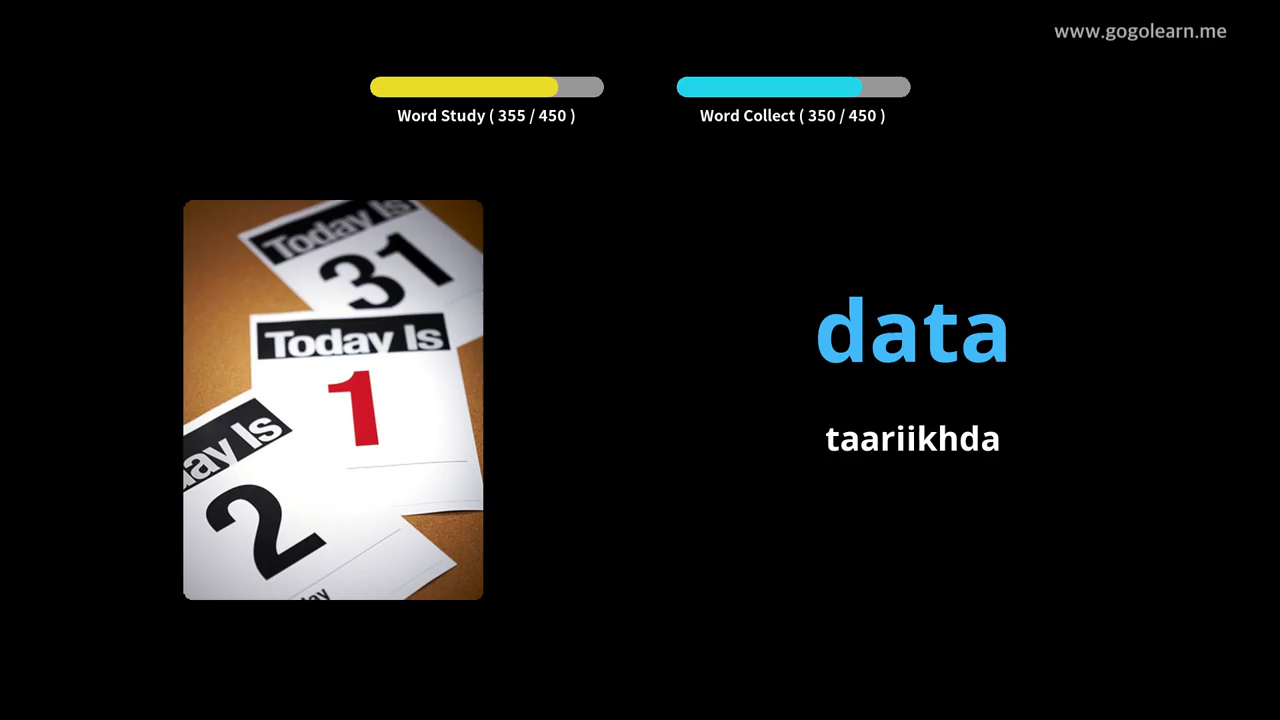 www.gogolearn.me
Word Study ( 355 / 450 )
Word Collect ( 350 / 450 )
Today Is
31
Today Is
1
ay Is
2
day
data
taariikhda